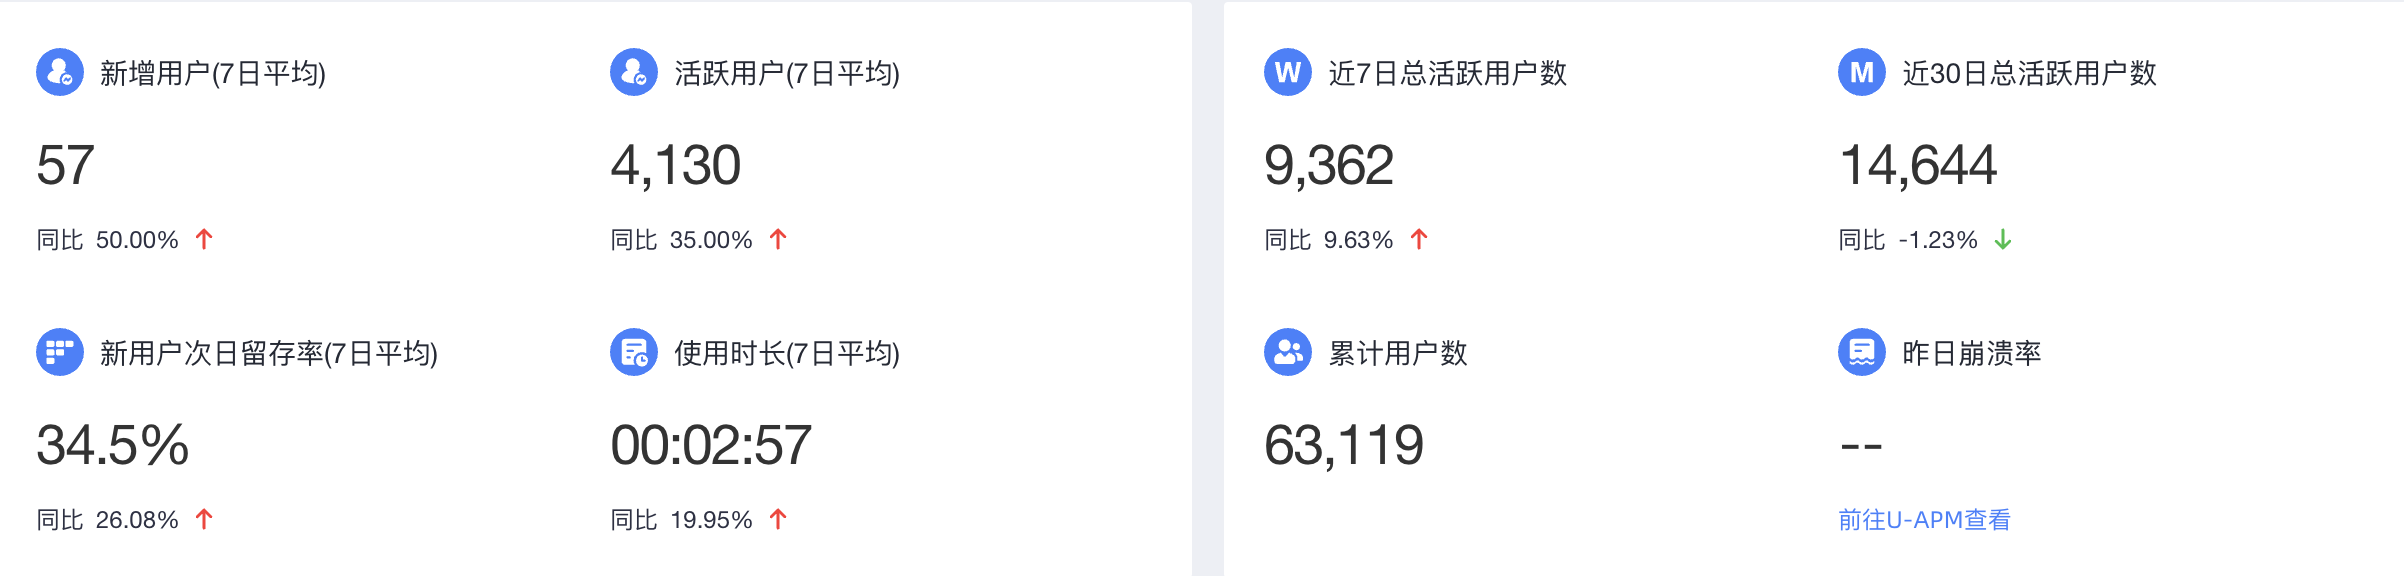 新增用户(7日平均)
57
同比 50.00%
活跃用户(7日平均)
4,130
同比 35.00%
W 近7日总活跃用户数
9,362
同比 9.63%
M 近30日总活跃用户数
14,644
同比 -1.23%
新用户次日留存率(7日平均)
34.5%
同比 26.08%
使用时长(7日平均)
00:02:57
同比 19.95%
累计用户数
63,119
昨日崩溃率
--
前往U-APM查看